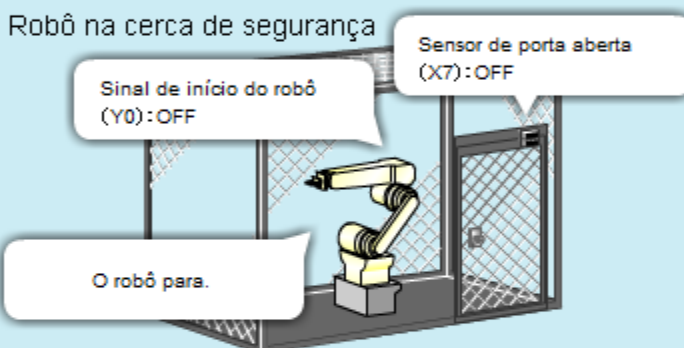 Robô na cerca de segurança
Sensor de porta aberta
(X7):OFF
Sinal de início do robô
(Y0):OFF
O robô para.